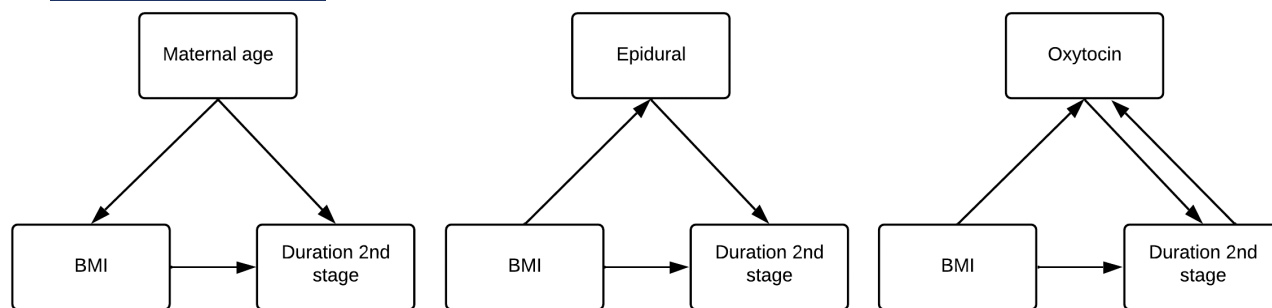 Maternal age
Epidural
Oxytocin
BMI
Duration 2nd
stage
BMI
Duration 2nd
stage
BMI
Duration 2nd
stage